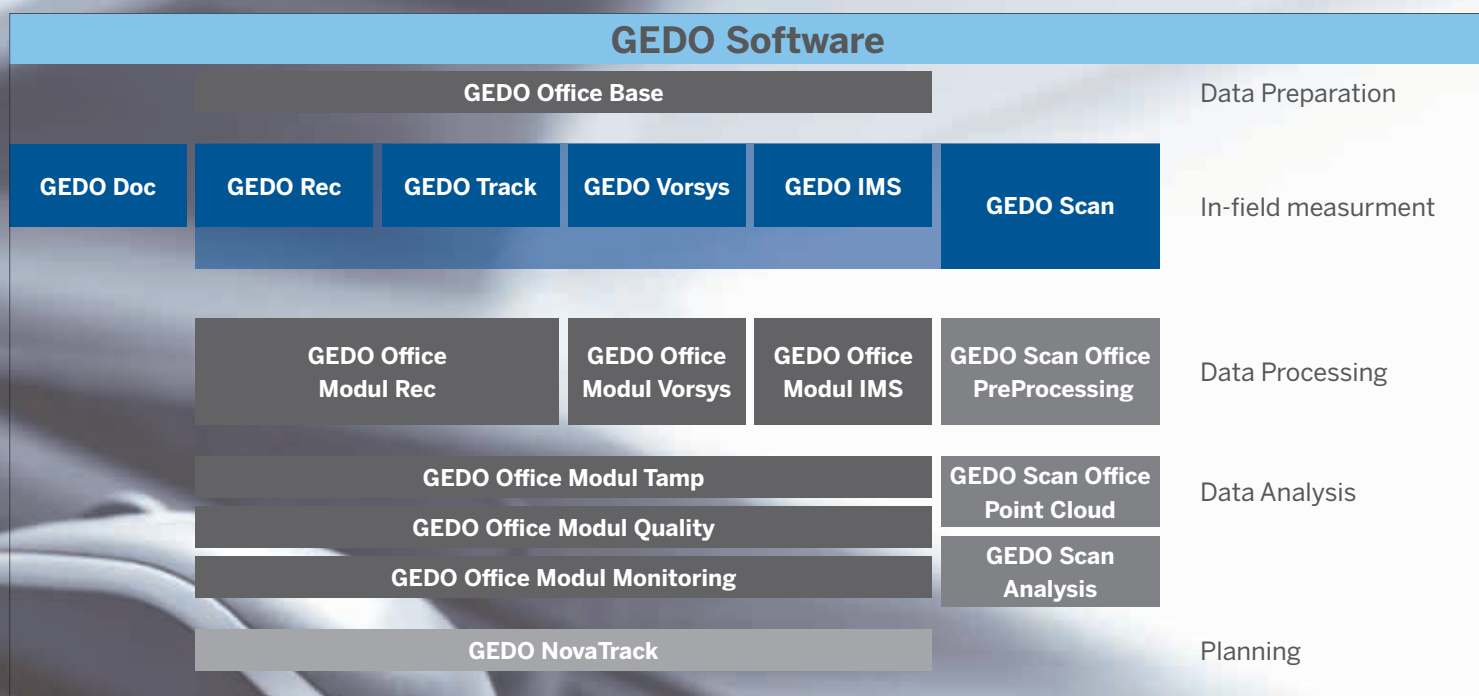 GEDO Software
GEDO Office Base
Data Preparation
GEDO Doc
GEDO Rec
GEDO Track
GEDO Vorsys
GEDO IMS
GEDO Scan
In-field measurment
GEDO Office
Modul Rec
GEDO Office
Modul Vorsys
GEDO Office
Modul IMS
GEDO Scan Office
PreProcessing
Data Processing
GEDO Office Modul Tamp
GEDO Office Modul Quality
GEDO Office Modul Monitoring
GEDO Scan Office
Point Cloud
GEDO Scan
Analysis
Data Analysis
GEDO NovaTrack
Planning